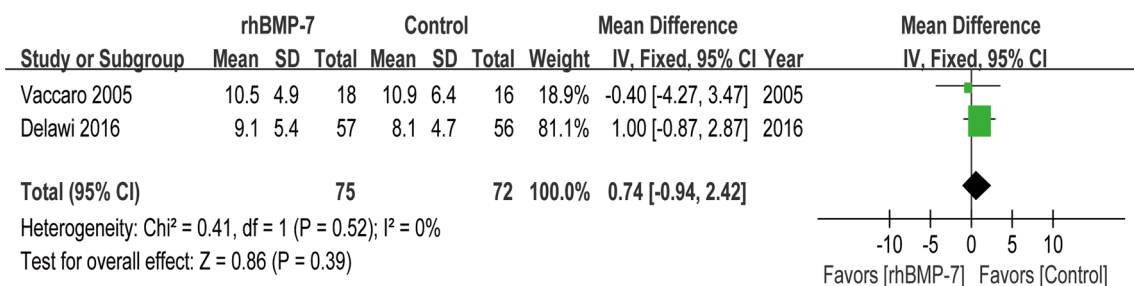 rhBMP-7 Control Mean Difference Mean Difference
Study or Subgroup Mean SD Total Mean SD Total Weight IV, Fixed, 95% CI Year IV, Fixed, 95% CI
Vaccaro 2005 10.5 4.9 18 10.9 6.4 16 18.9% -0.40 [-4.27, 3.47] 2005
Delawi 2016 9.1 5.4 57 8.1 4.7 56 81.1% 1.00 [-0.87, 2.87] 2016
Total (95% CI) 75 72 100.0% 0.74 [-0.94, 2.42]
Heterogeneity: Chi² = 0.41, df = 1 (P = 0.52); I² = 0%
Test for overall effect: Z = 0.86 (P = 0.39)
-10 -5 0 5 10
Favors [rhBMP-7] Favors [Control]